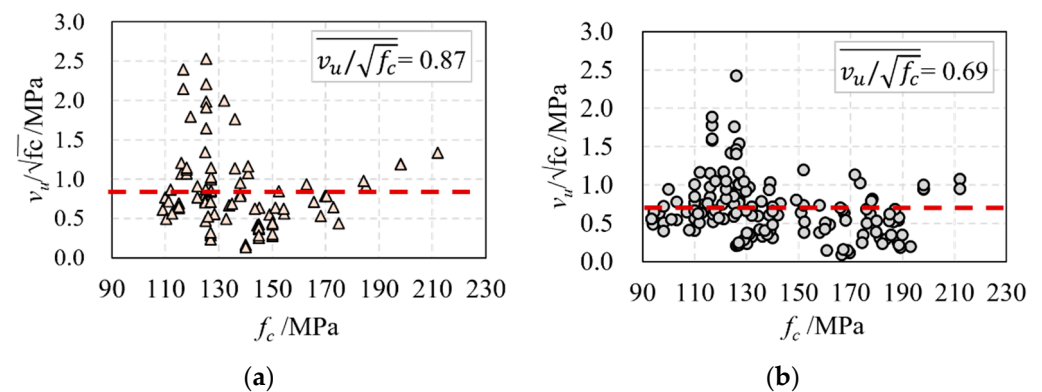 3.0
2.5
2.0
1.5
1.0
0.5
0.0
v_u/√fc /MPa
v_u/√f_c = 0.87
90 110 130 150 170 190 210 230
f_c /MPa
(a)
3.0
2.5
2.0
1.5
1.0
0.5
0.0
v_u/√fc /MPa
v_u/√f_c = 0.69
90 110 130 150 170 190 210 230
f_c /MPa
(b)